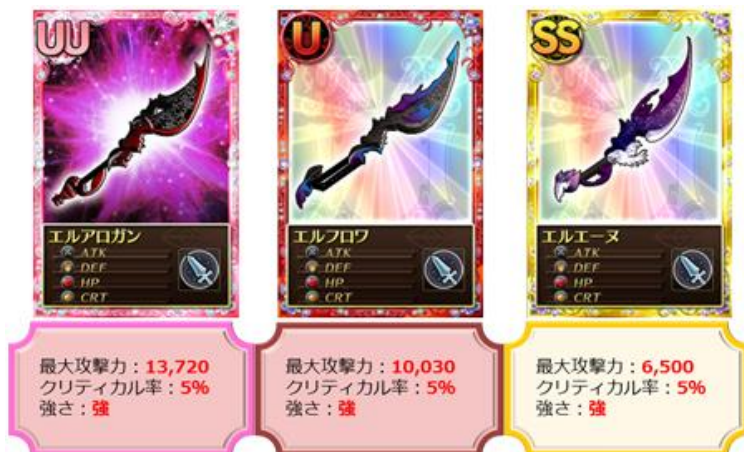 UU
エルアロガン
ATK
DEF
HP
CRT
最大攻撃力：13,720
クリティカル率：5%
強さ：強
U
エルフロワ
ATK
DEF
HP
CRT
最大攻撃力：10,030
クリティカル率：5%
強さ：強
SS
エルエーヌ
ATK
DEF
HP
CRT
最大攻撃力：6,500
クリティカル率：5%
強さ：強